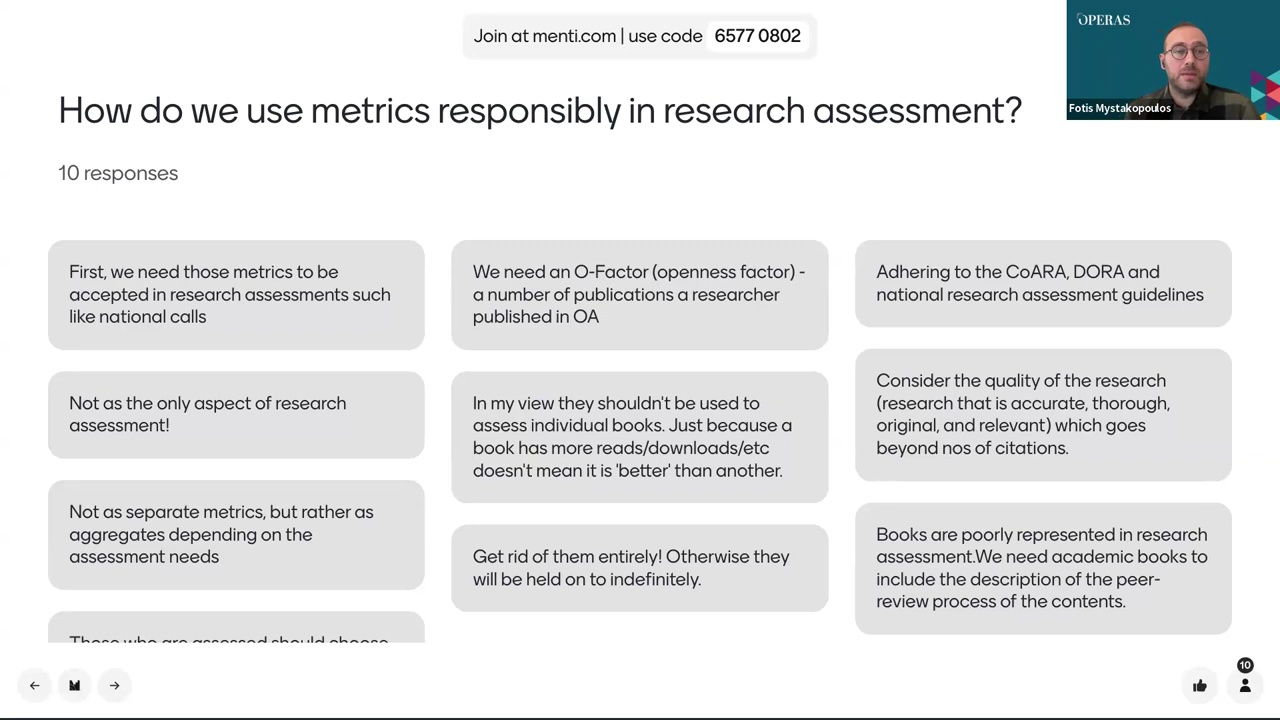 Join at menti.com | use code 6577 0802
OPERAS
Fotis Mystakopoulos
How do we use metrics responsibly in research assessment?
10 responses
First, we need those metrics to be
accepted in research assessments such
like national calls
Not as the only aspect of research
assessment!
Not as separate metrics, but rather as
aggregates depending on the
assessment needs
Those who are assessed should choose
We need an O-Factor (openness factor) -
a number of publications a researcher
published in OA
In my view they shouldn't be used to
assess individual books. Just because a
book has more reads/downloads/etc
doesn't mean it is 'better' than another.
Get rid of them entirely! Otherwise they
will be held on to indefinitely.
Adhering to the CoARA, DORA and
national research assessment guidelines
Consider the quality of the research
(research that is accurate, thorough,
original, and relevant) which goes
beyond nos of citations.
Books are poorly represented in research
assessment.We need academic books to
include the description of the peer-
review process of the contents.
10